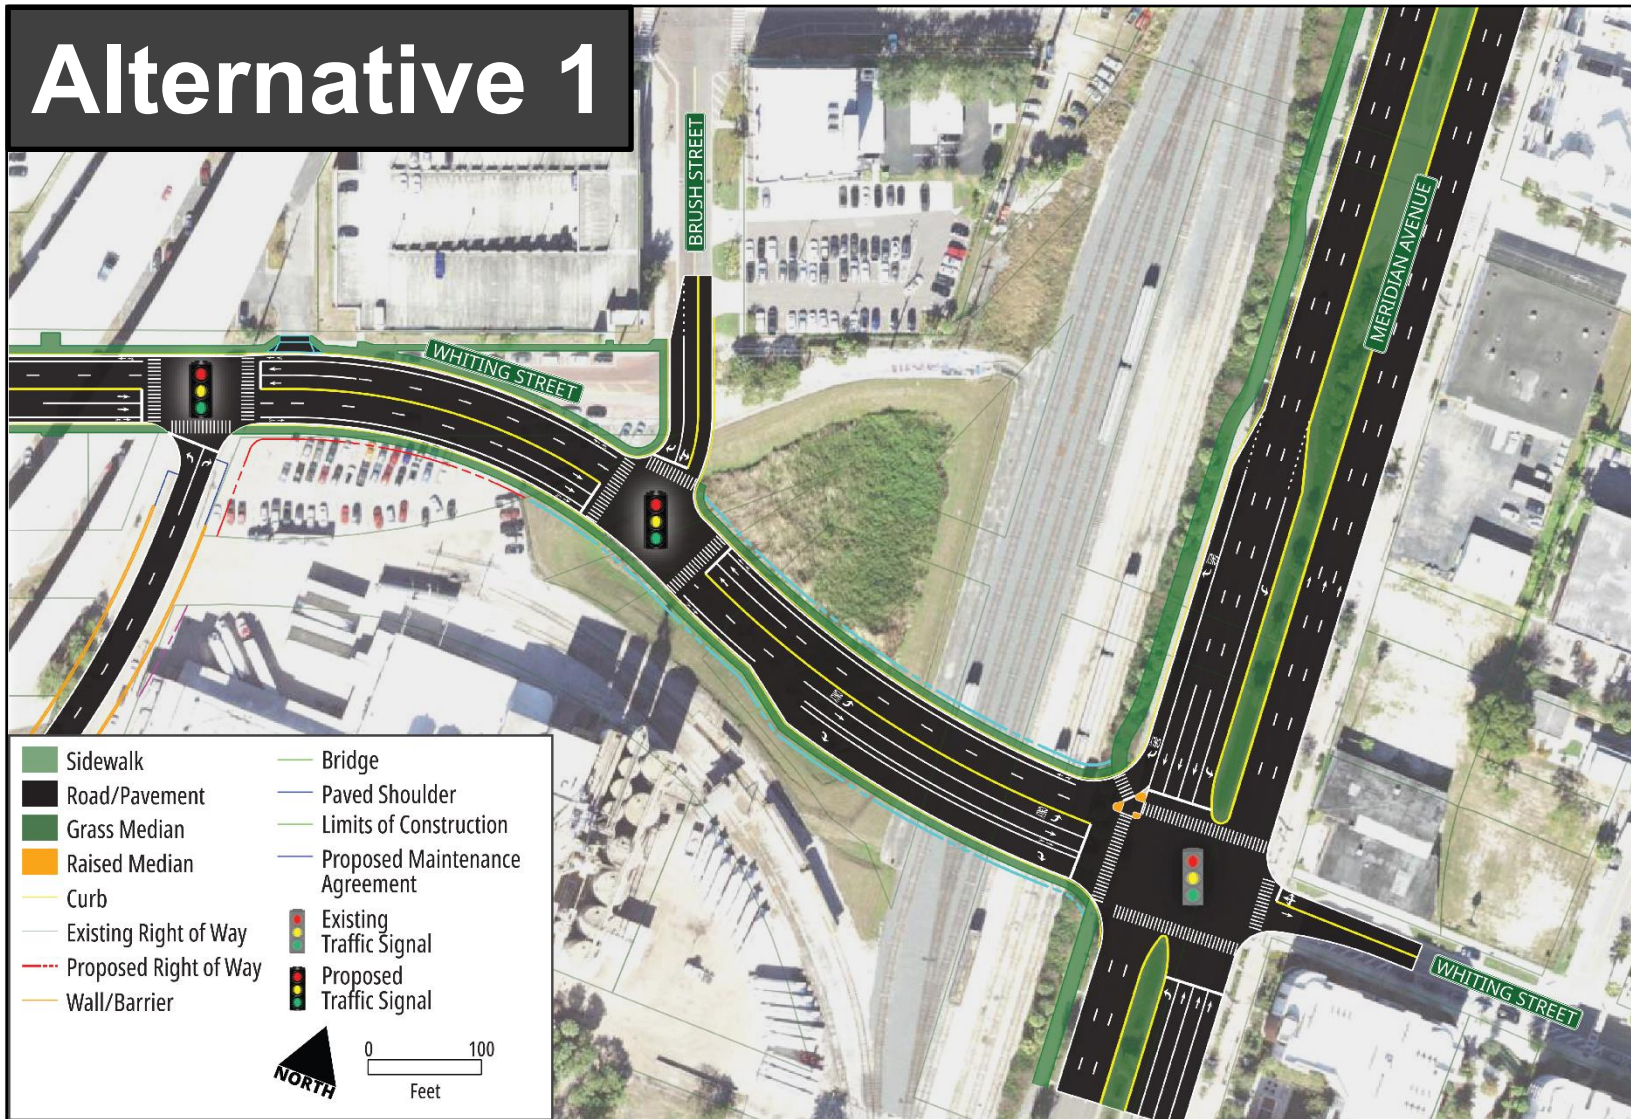 Alternative 1
BRUSH STREET
MERIDIAN AVENUE
WHITING STREET
WHITING STREET
Sidewalk
Road/Pavement
Grass Median
Raised Median
Curb
Existing Right of Way
Proposed Right of Way
Wall/Barrier
Bridge
Paved Shoulder
Limits of Construction
Proposed Maintenance
Agreement
Existing
Traffic Signal
Proposed
Traffic Signal
NORTH
0 100
Feet